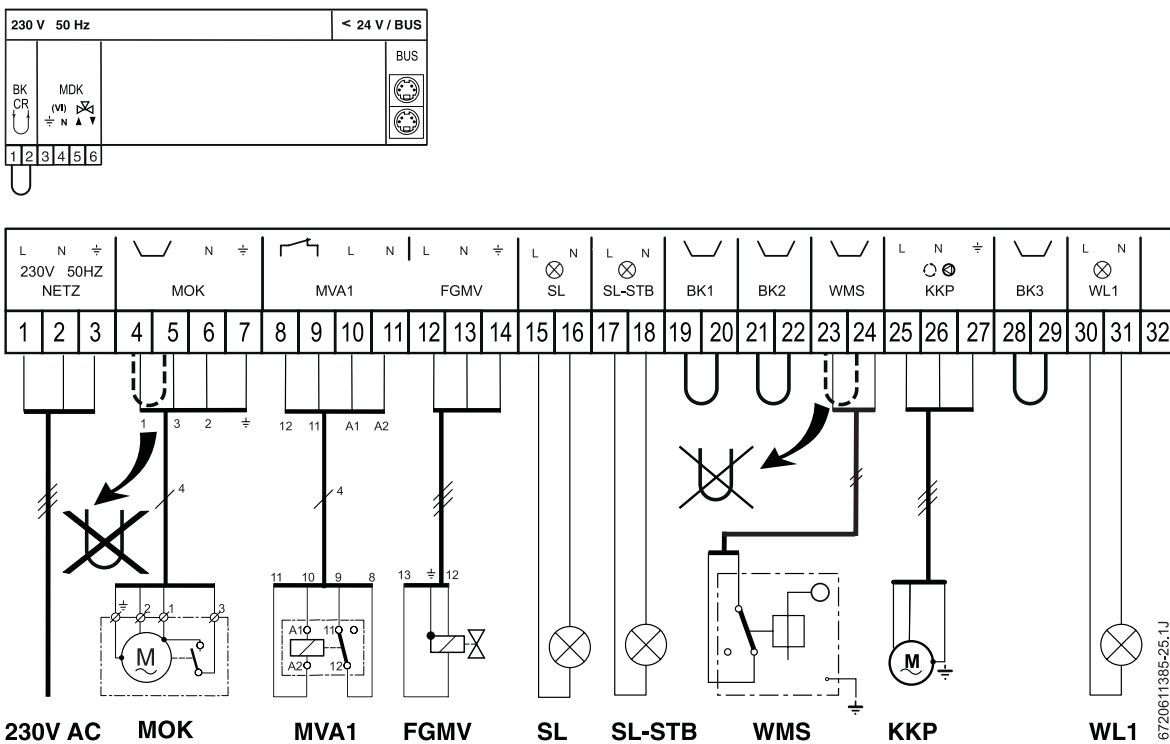 230 V 50 Hz
< 24 V / BUS
BUS
BK
CR
MDK
(VI)
N
1 2 3 4 5 6
L N L N L N L N L N L N L N
230V 50HZ
NETZ MOK MVA1 FGMV SL SL-STB BK1 BK2 WMS KKP BK3 WL1
1 2 3 4 5 6 7 8 9 10 11 12 13 14 15 16 17 18 19 20 21 22 23 24 25 26 27 28 29 30 31 32
1 3 2
12 11 A1 A2
4
4
11 10 9 8
13 12
2 1 3
M
A1 11
A2 12
M
230V AC MOK MVA1 FGMV SL SL-STB WMS KKP WL1
6720611385-25.1J